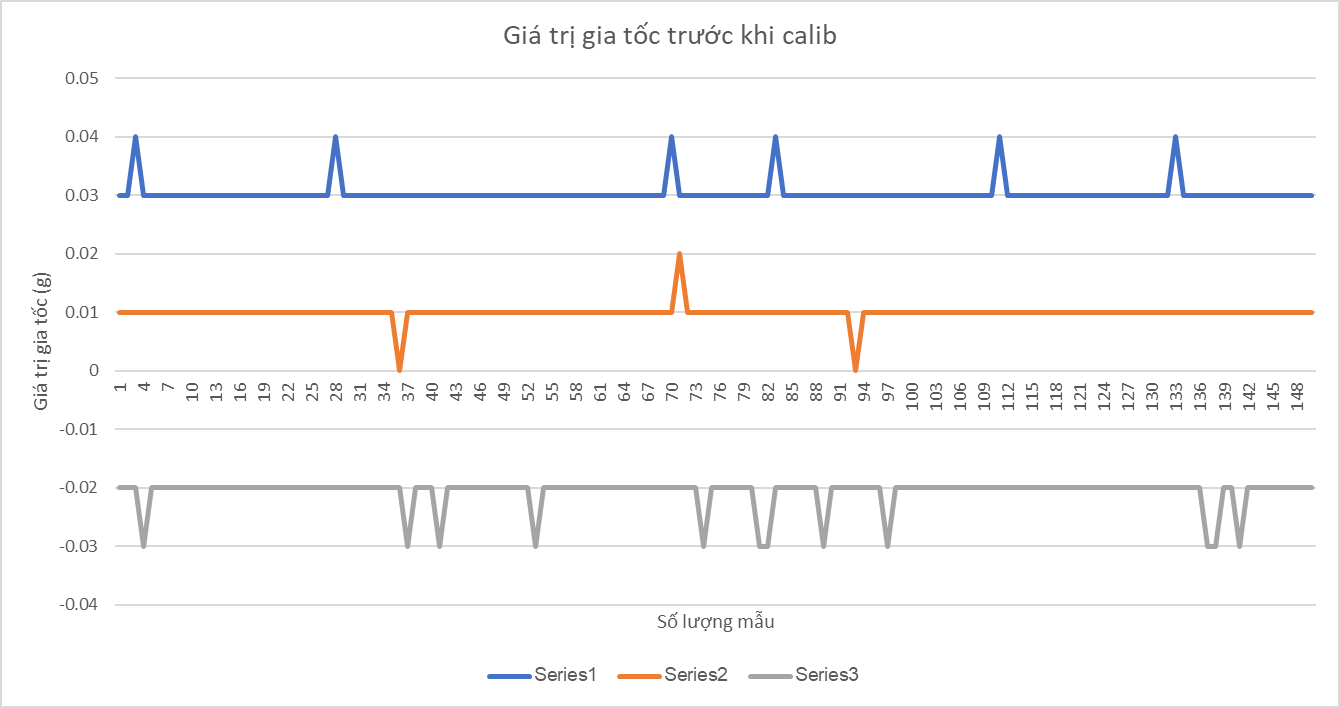 Giá trị gia tốc trước khi calib
Giá trị gia tốc (g)
0.05
0.04
0.03
0.02
0.01
0
-0.01
-0.02
-0.03
-0.04
1 4 7 10 13 16 19 22 25 28 31 34 37 40 43 46 49 52 55 58 61 64 67 70 73 76 79 82 85 88 91 94 97 100 103 106 109 112 115 118 121 124 127 130 133 136 139 142 145 148
Số lượng mẫu
Series1 Series2 Series3